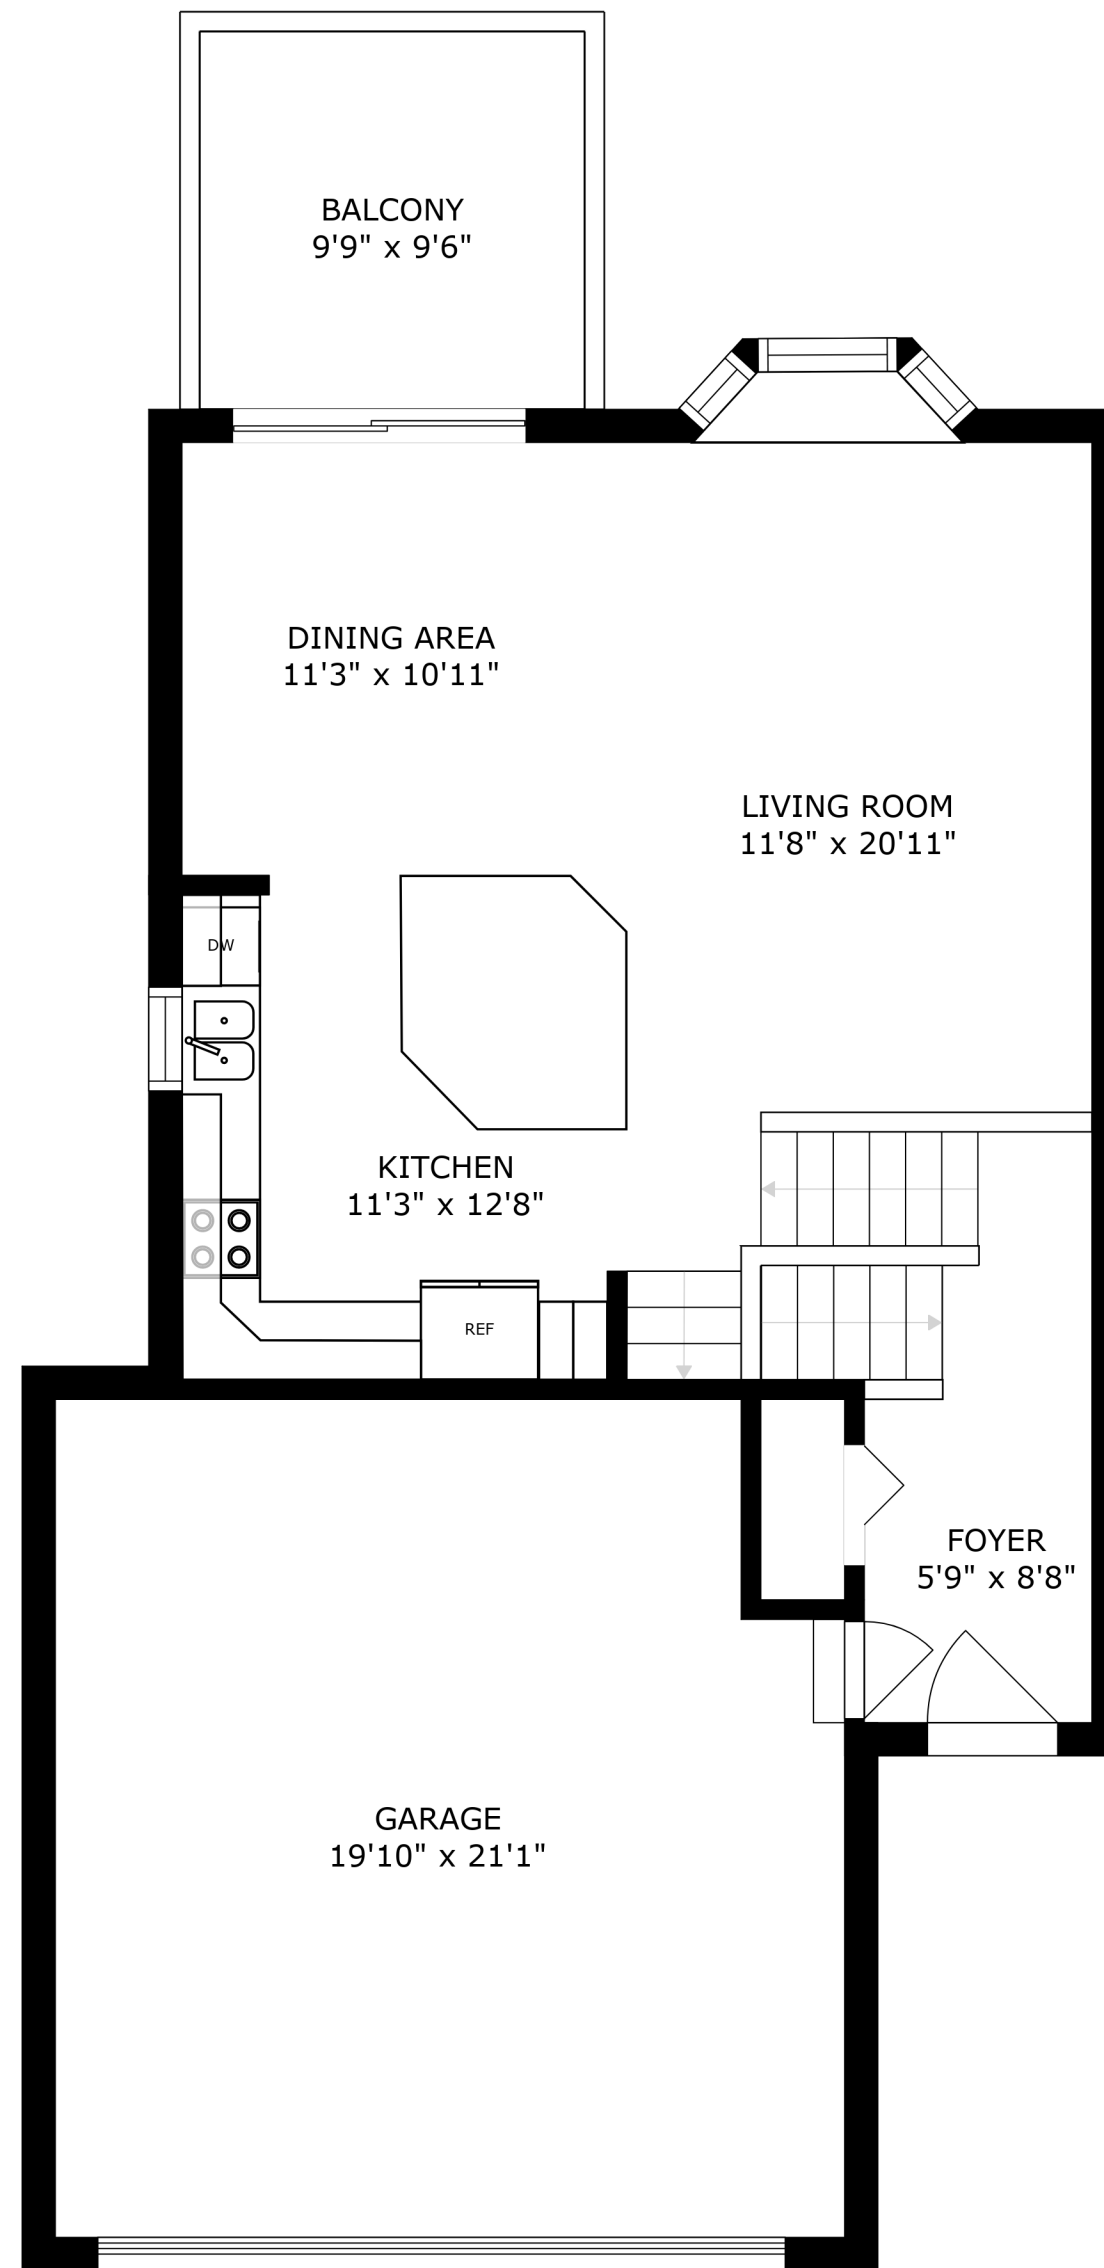 BALCONY
9'9" x 9'6"
DINING AREA
11'3" x 10'11"
LIVING ROOM
11'8" x 20'11"
DW
KITCHEN
11'3" x 12'8"
REF
FOYER
5'9" x 8'8"
GARAGE
19'10" x 21'1"